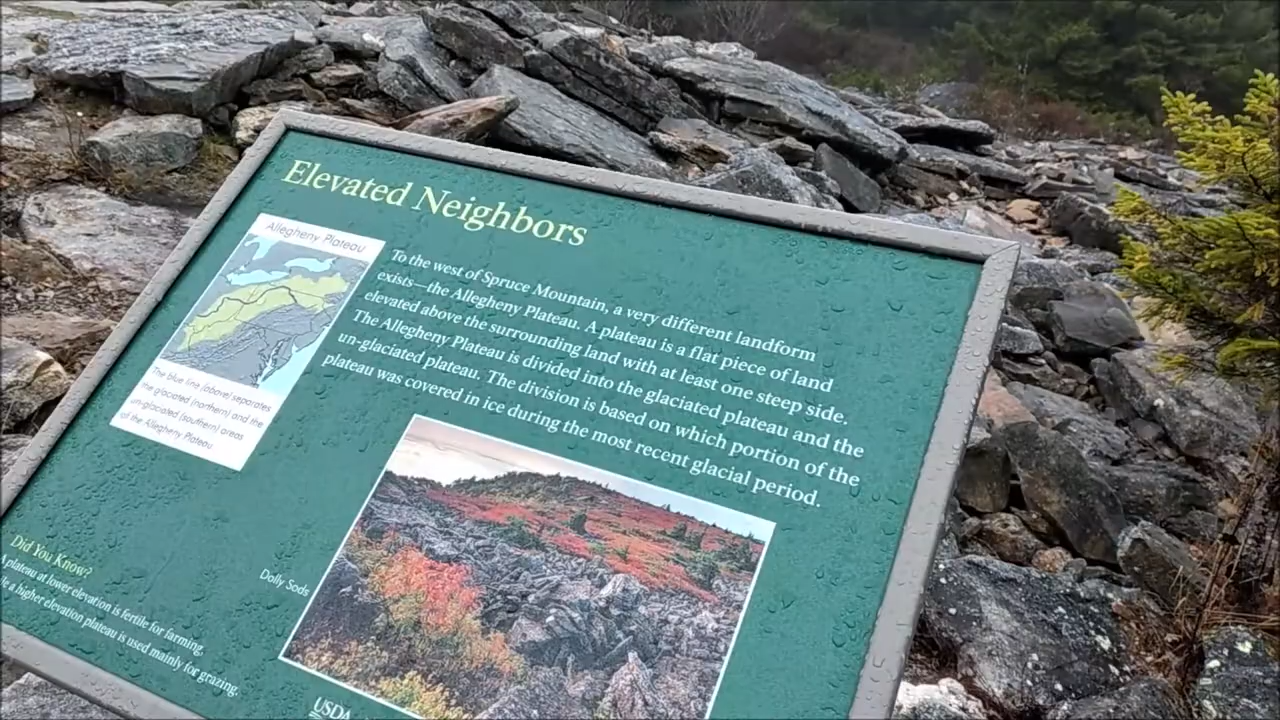 Elevated Neighbors
Allegheny Plateau
The blue line (above) separates
the glaciated (northern) and the
un-glaciated (southern) areas
of the Allegheny Plateau.
To the west of Spruce Mountain, a very different landform
exists—the Allegheny Plateau. A plateau is a flat piece of land
elevated above the surrounding land with at least one steep side.
The Allegheny Plateau is divided into the glaciated plateau and the
un-glaciated plateau. The division is based on which portion of the
plateau was covered in ice during the most recent glacial period.
Did You Know?
A plateau at lower elevation is fertile for farming,
a higher elevation plateau is used mainly for grazing.
Dolly Sods
USDA